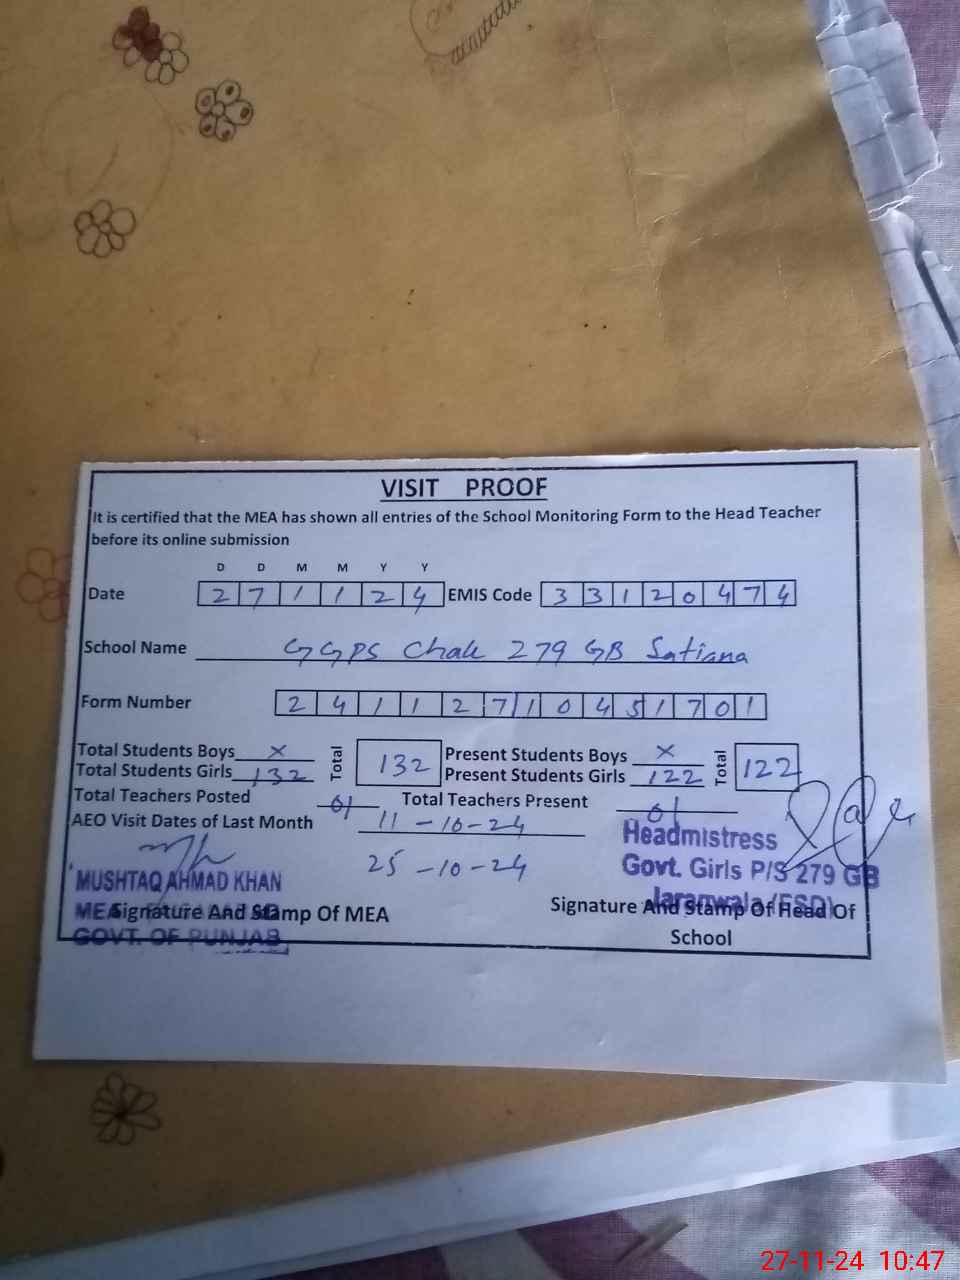 VISIT PROOF
It is certified that the MEA has shown all entries of the School Monitoring Form to the Head Teacher
before its online submission
D D M M Y Y
Date 2 7 1 1 2 4 EMIS Code 3 3 1 2 0 4 7 4
School Name GGPS Chak 279 GB Satiana
Form Number 2 4 1 1 2 7 1 0 4 5 1 7 0 1
Total Students Boys x Total 132 Present Students Boys x Total 122
Total Students Girls 132 Present Students Girls 122
Total Teachers Posted 01 Total Teachers Present 01
AEO Visit Dates of Last Month 11-10-24
25-10-24
Headmistress
Govt. Girls P/S 279 GB
Jaranwala (FSD)
MUSHTAQ AHMAD KHAN
MEA
GOVT. OF PUNJAB
Signature And Stamp Of MEA
Signature And Stamp Of Head Of
School
27-11-24 10:47